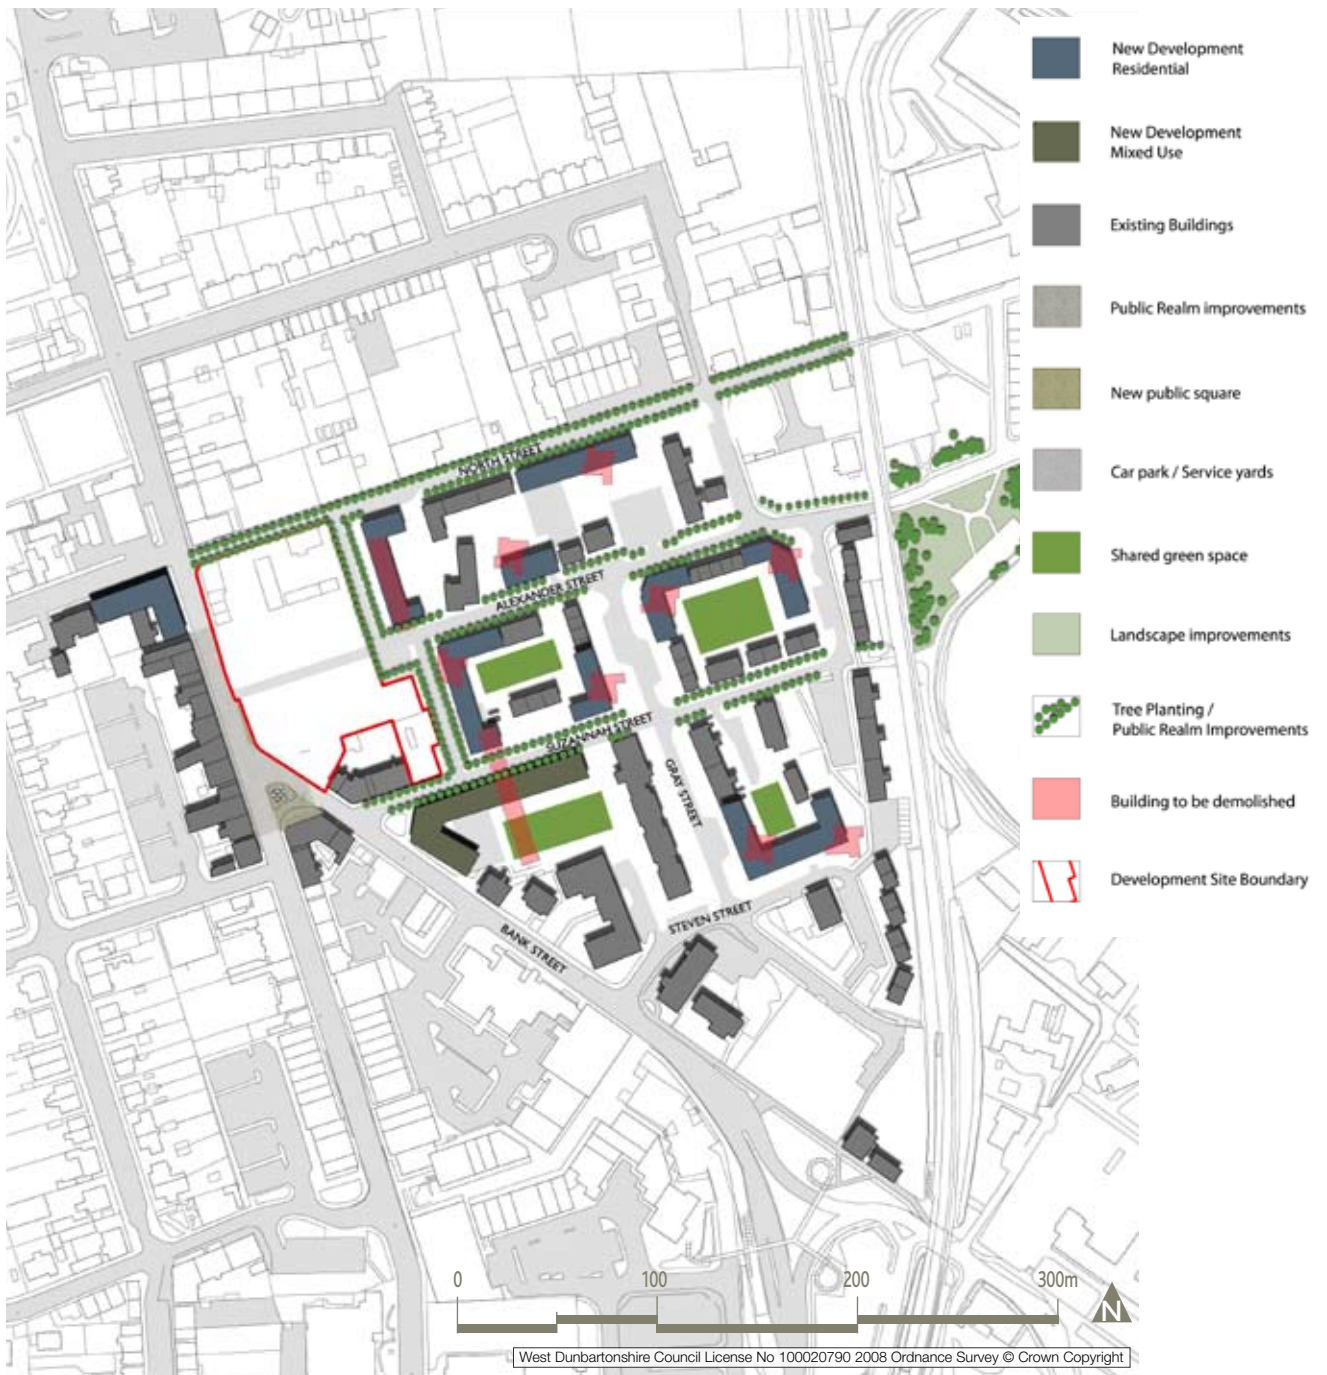 New Development
Residential
New Development
Mixed Use
Existing Buildings
Public Realm improvements
New public square
Car park / Service yards
Shared green space
Landscape improvements
Tree Planting /
Public Realm Improvements
Building to be demolished
Development Site Boundary
NORTH STREET
ALEXANDER STREET
SUZANNAH STREET
GRAY STREET
STEVEN STREET
BANK STREET
0 100 200 300m
N
West Dunbartonshire Council License No 100020790 2008 Ordnance Survey © Crown Copyright